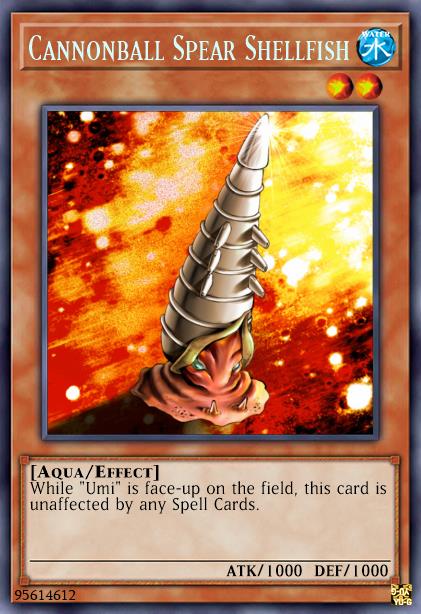 CANNONBALL SPEAR SHELLFISH
WATER
水
[AQUA/EFFECT]
While "Umi" is face-up on the field, this card is
unaffected by any Spell Cards.
ATK/1000 DEF/1000
95614612